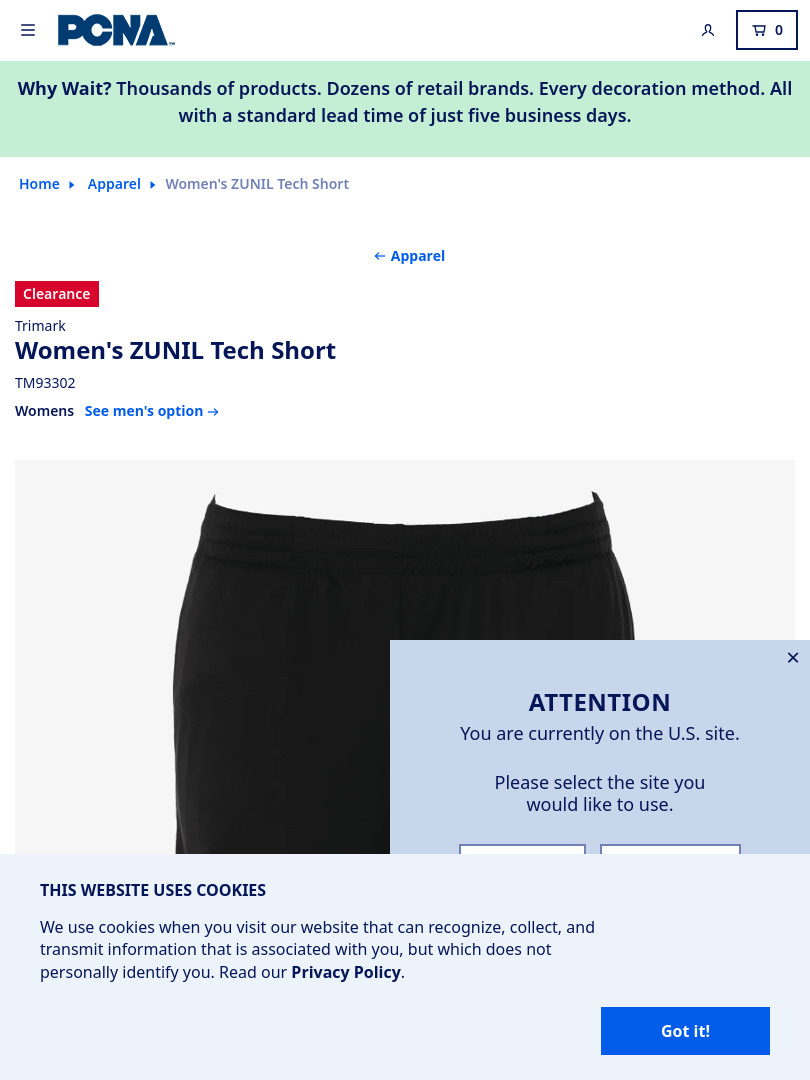 PCNA
0
Why Wait? Thousands of products. Dozens of retail brands. Every decoration method. All
with a standard lead time of just five business days.
Home Apparel Women's ZUNIL Tech Short
Apparel
Clearance
Trimark
Women's ZUNIL Tech Short
TM93302
Womens See men's option
ATTENTION
You are currently on the U.S. site.
Please select the site you
would like to use.
THIS WEBSITE USES COOKIES
We use cookies when you visit our website that can recognize, collect, and
transmit information that is associated with you, but which does not
personally identify you. Read our Privacy Policy.
Got it!